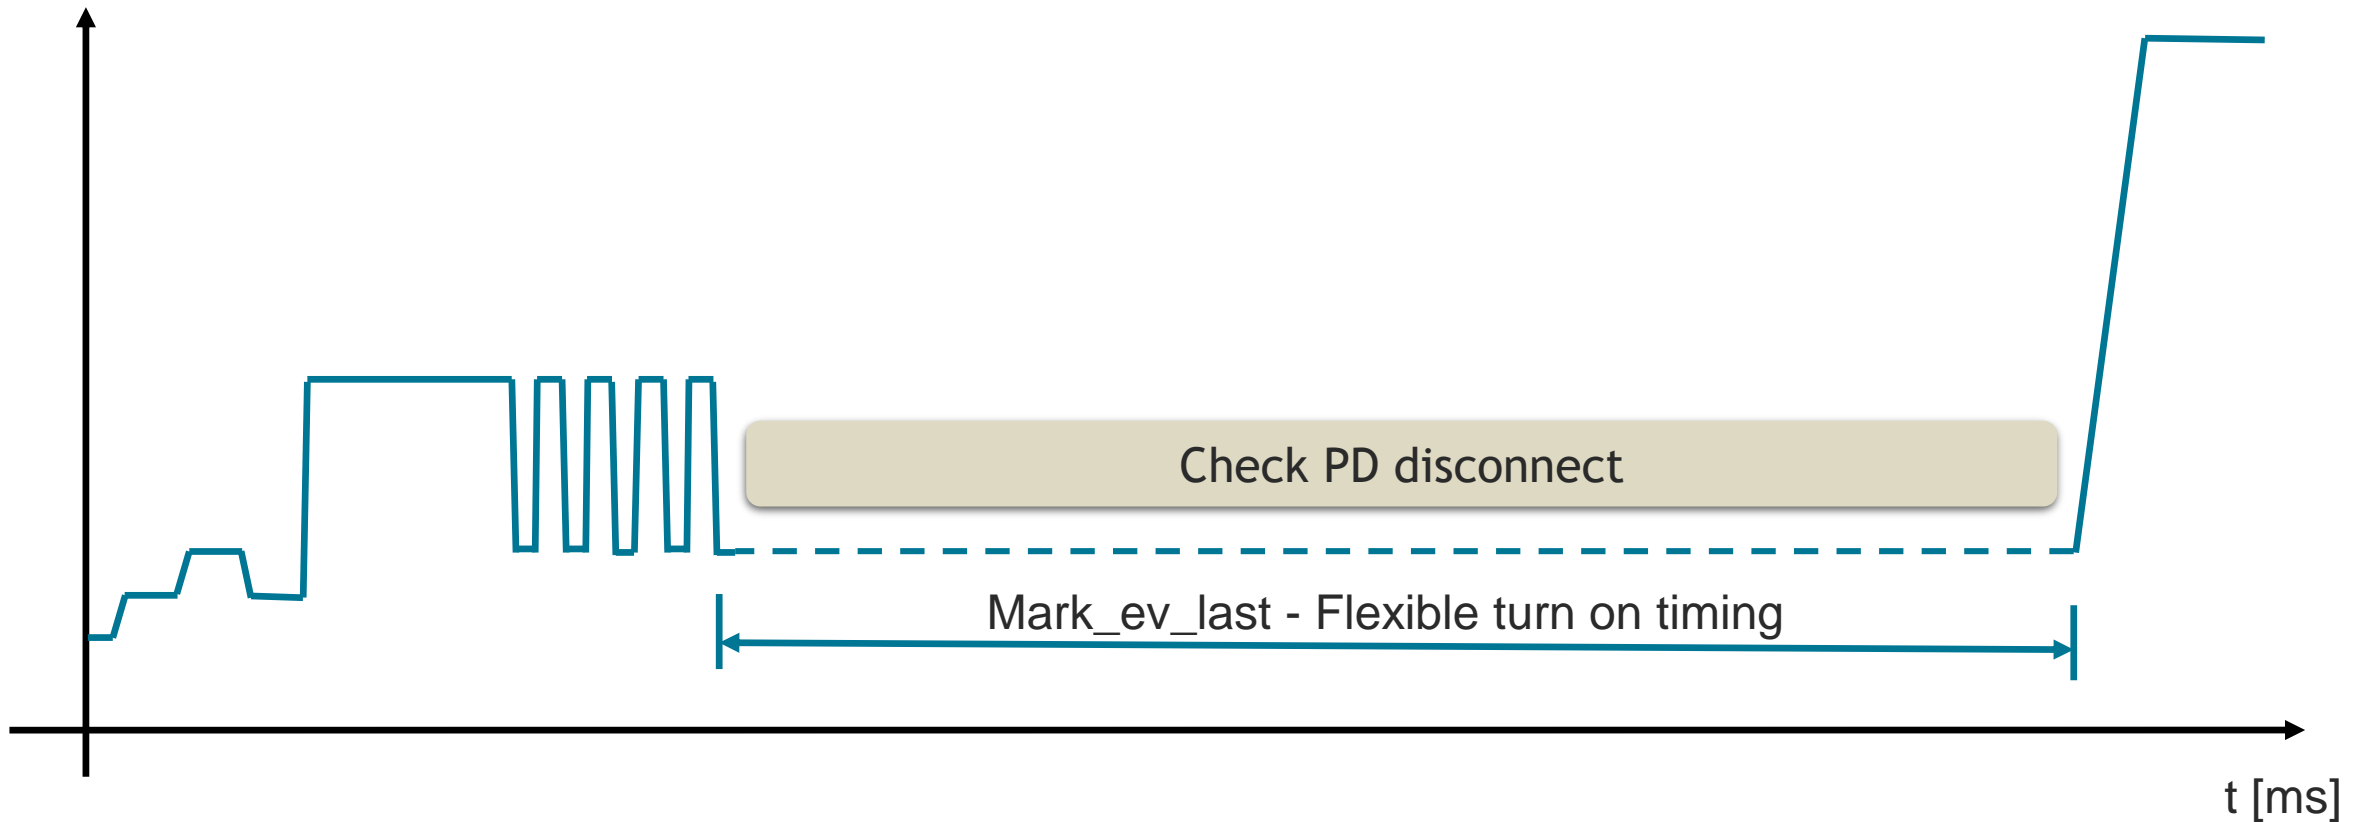 Check PD disconnect
Mark_ev_last - Flexible turn on timing
t [ms]